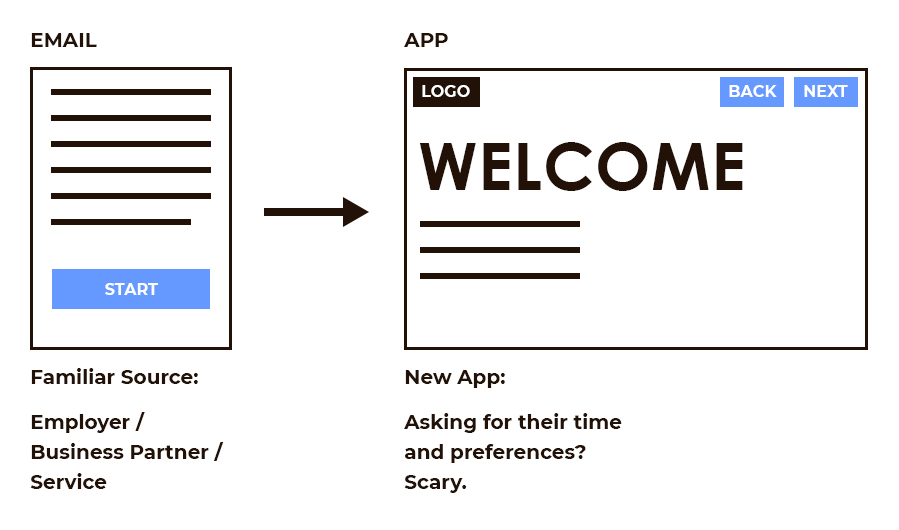 EMAIL
START
Familiar Source:
Employer /
Business Partner /
Service
APP
LOGO
BACK
NEXT
WELCOME
New App:
Asking for their time
and preferences?
Scary.